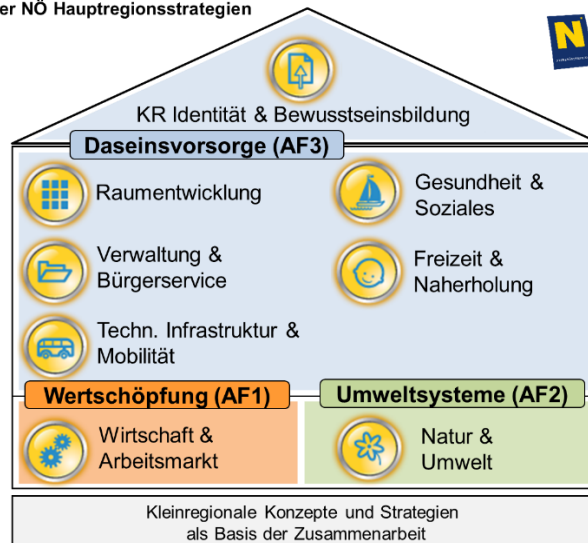 er NÖ Hauptregionsstrategien
N
KR Identität & Bewusstseinsbildung
Daseinsvorsorge (AF3)
Raumentwicklung
Gesundheit &
Soziales
Verwaltung &
Bürgerservice
Freizeit &
Naherholung
Techn. Infrastruktur &
Mobilität
Wertschöpfung (AF1)
Umweltsysteme (AF2)
Wirtschaft &
Arbeitsmarkt
Natur &
Umwelt
Kleinregionale Konzepte und Strategien
als Basis der Zusammenarbeit